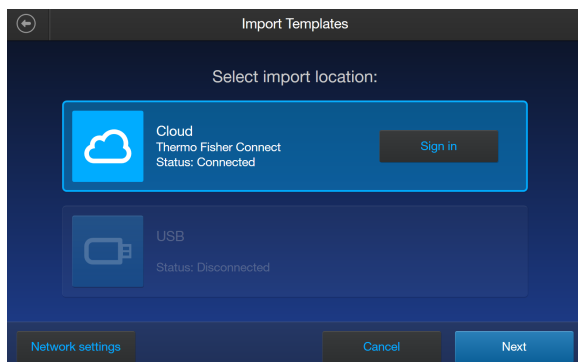 Import Templates
Select import location:
Cloud
Thermo Fisher Connect
Status: Connected
Sign in
USB
Status: Disconnected
Network settings
Cancel
Next